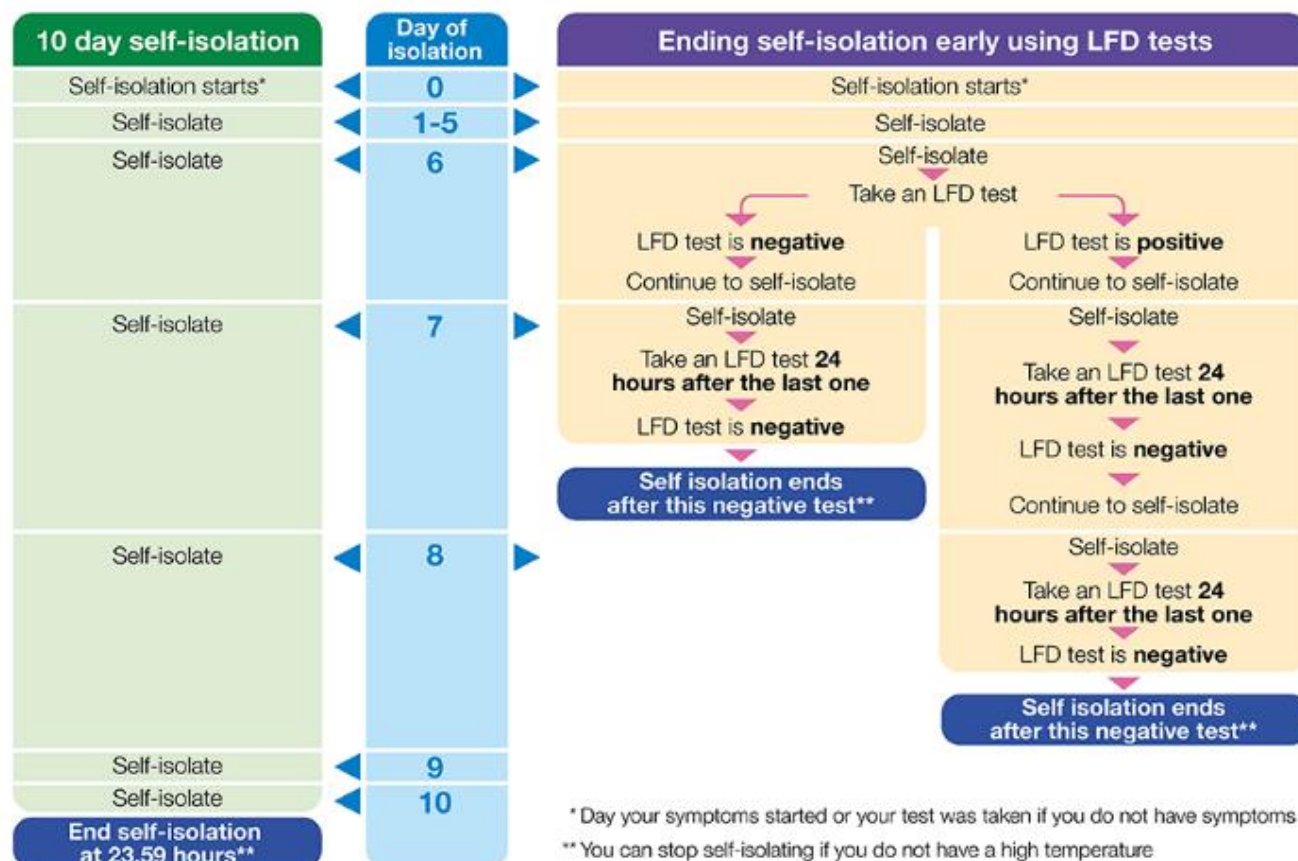 10 day self-isolation
Day of
isolation
Ending self-isolation early using LFD tests
Self-isolation starts*
0
Self-isolation starts*
Self-isolate
1-5
Self-isolate
Self-isolate
6
Self-isolate
Take an LFD test
LFD test is negative
LFD test is positive
Continue to self-isolate
Continue to self-isolate
Self-isolate
7
Self-isolate
Self-isolate
Take an LFD test 24
hours after the last one
Take an LFD test 24
hours after the last one
LFD test is negative
LFD test is negative
Self isolation ends
after this negative test**
Continue to self-isolate
Self-isolate
8
Self-isolate
Take an LFD test 24
hours after the last one
LFD test is negative
Self isolation ends
after this negative test**
Self-isolate
9
Self-isolate
10
End self-isolation
at 23.59 hours**
* Day your symptoms started or your test was taken if you do not have symptoms
** You can stop self-isolating if you do not have a high temperature